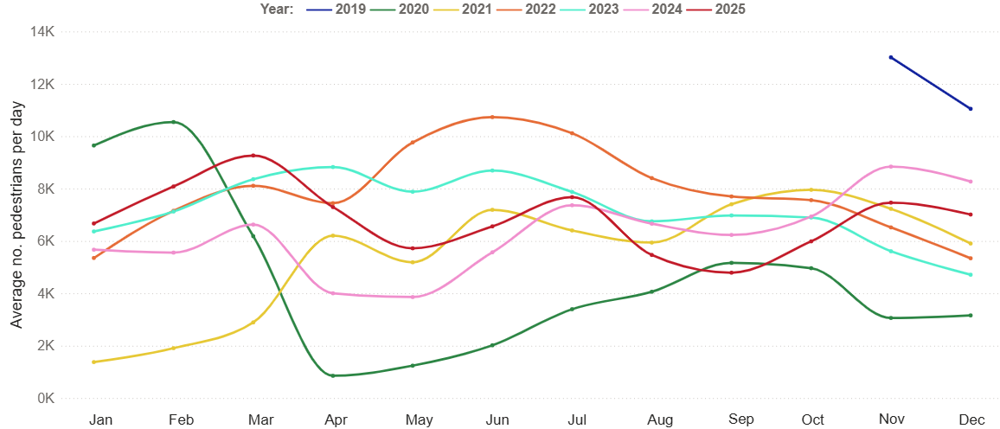 Year: 2019 2020 2021 2022 2023 2024 2025
14K
12K
10K
8K
6K
4K
2K
0K
Average no. pedestrians per day
Jan Feb Mar Apr May Jun Jul Aug Sep Oct Nov Dec